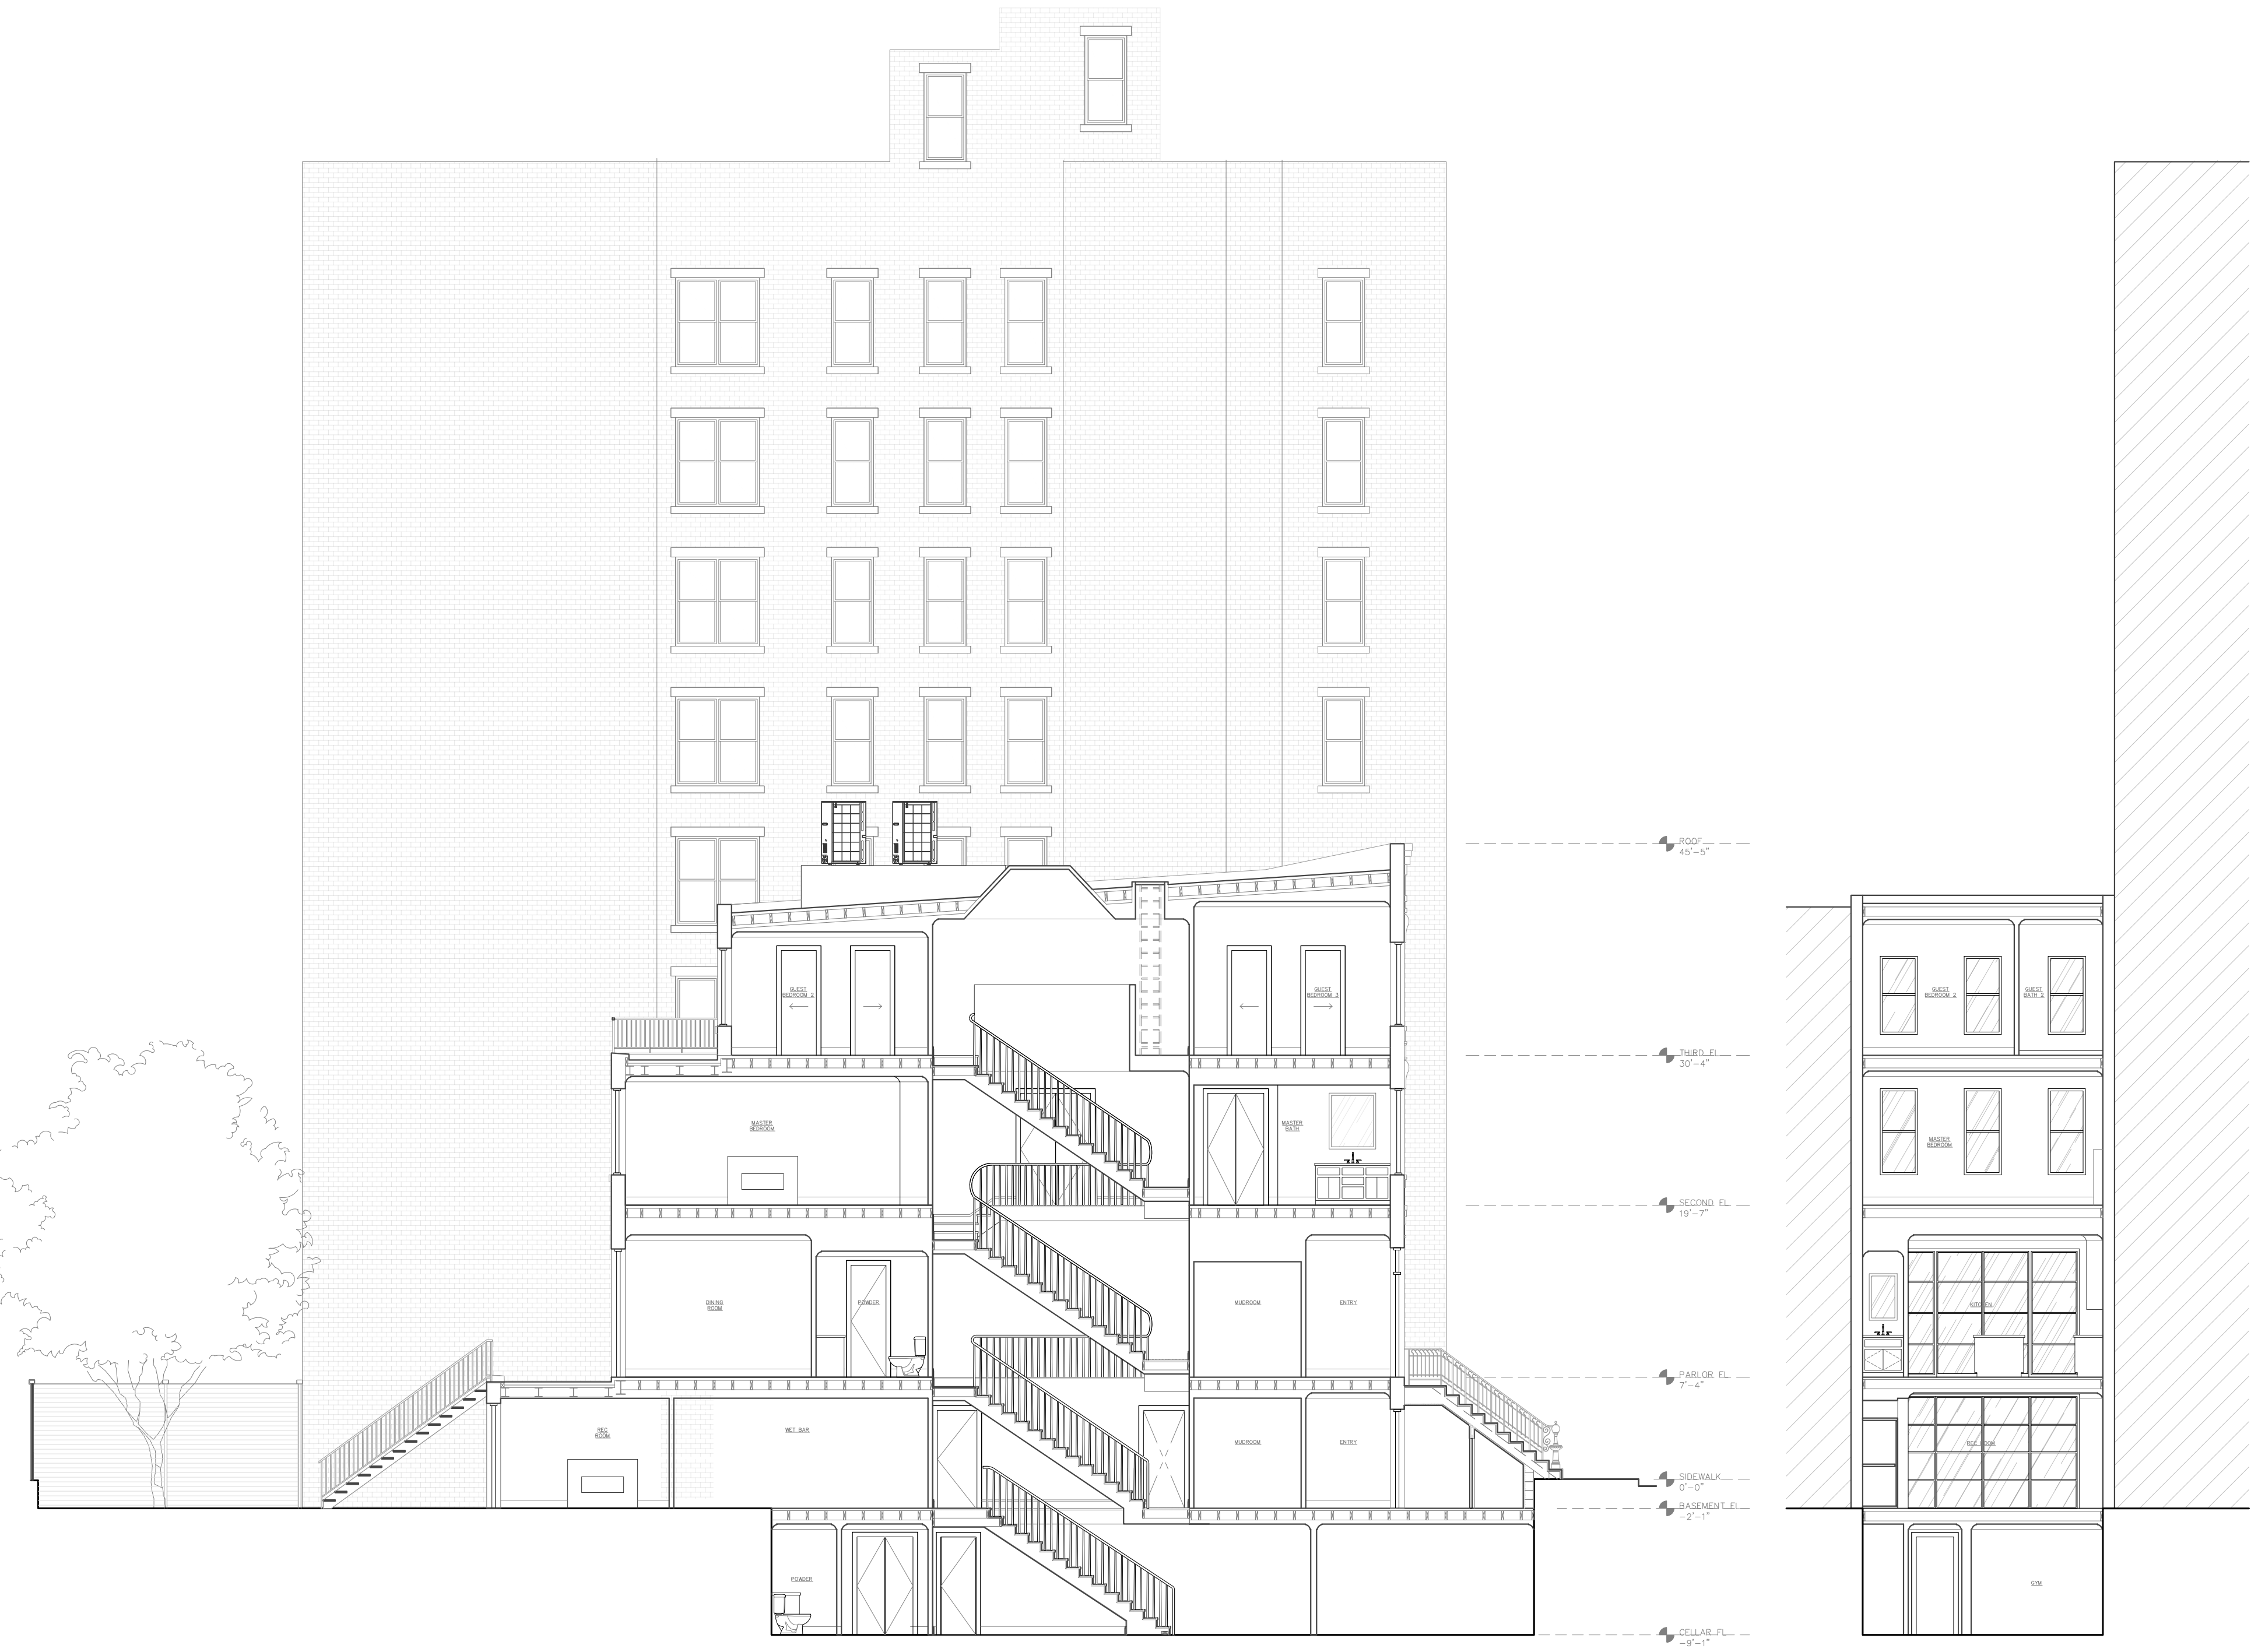 ROOF
45'-5"
GUEST
BEDROOM 2
GUEST
BEDROOM 3
GUEST
BEDROOM 2
GUEST
BATH 2
THIRD FL
30'-4"
MASTER
BEDROOM
MASTER
BATH
MASTER
BEDROOM
SECOND FL
19'-7"
DINING
ROOM
POWDER
MUDROOM
ENTRY
KITCHEN
PARLOR FL
7'-4"
REC
ROOM
WET BAR
MUDROOM
ENTRY
REC ROOM
SIDEWALK
0'-0"
BASEMENT FL
-2'-1"
POWDER
GYM
CELLAR FL
-9'-1"